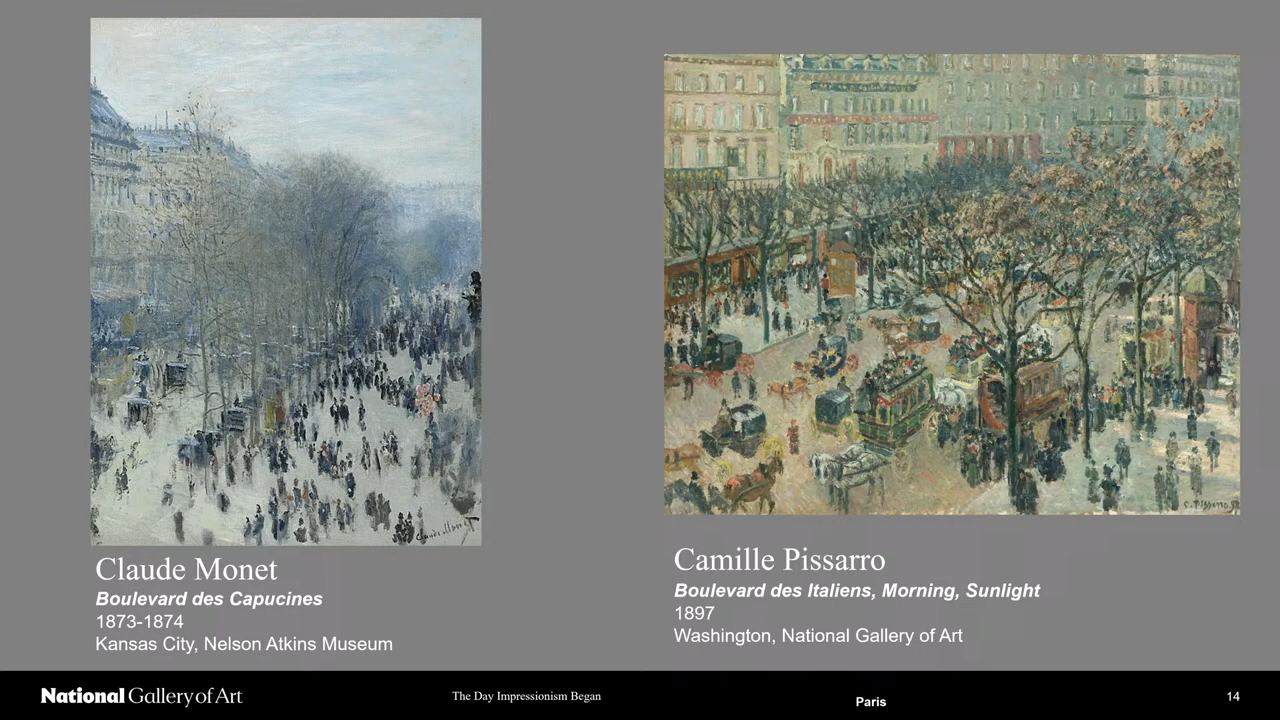 Claude Monet
Boulevard des Capucines
1873-1874
Kansas City, Nelson Atkins Museum
Camille Pissarro
Boulevard des Italiens, Morning, Sunlight
1897
Washington, National Gallery of Art
National Gallery of Art
The Day Impressionism Began
Paris
14